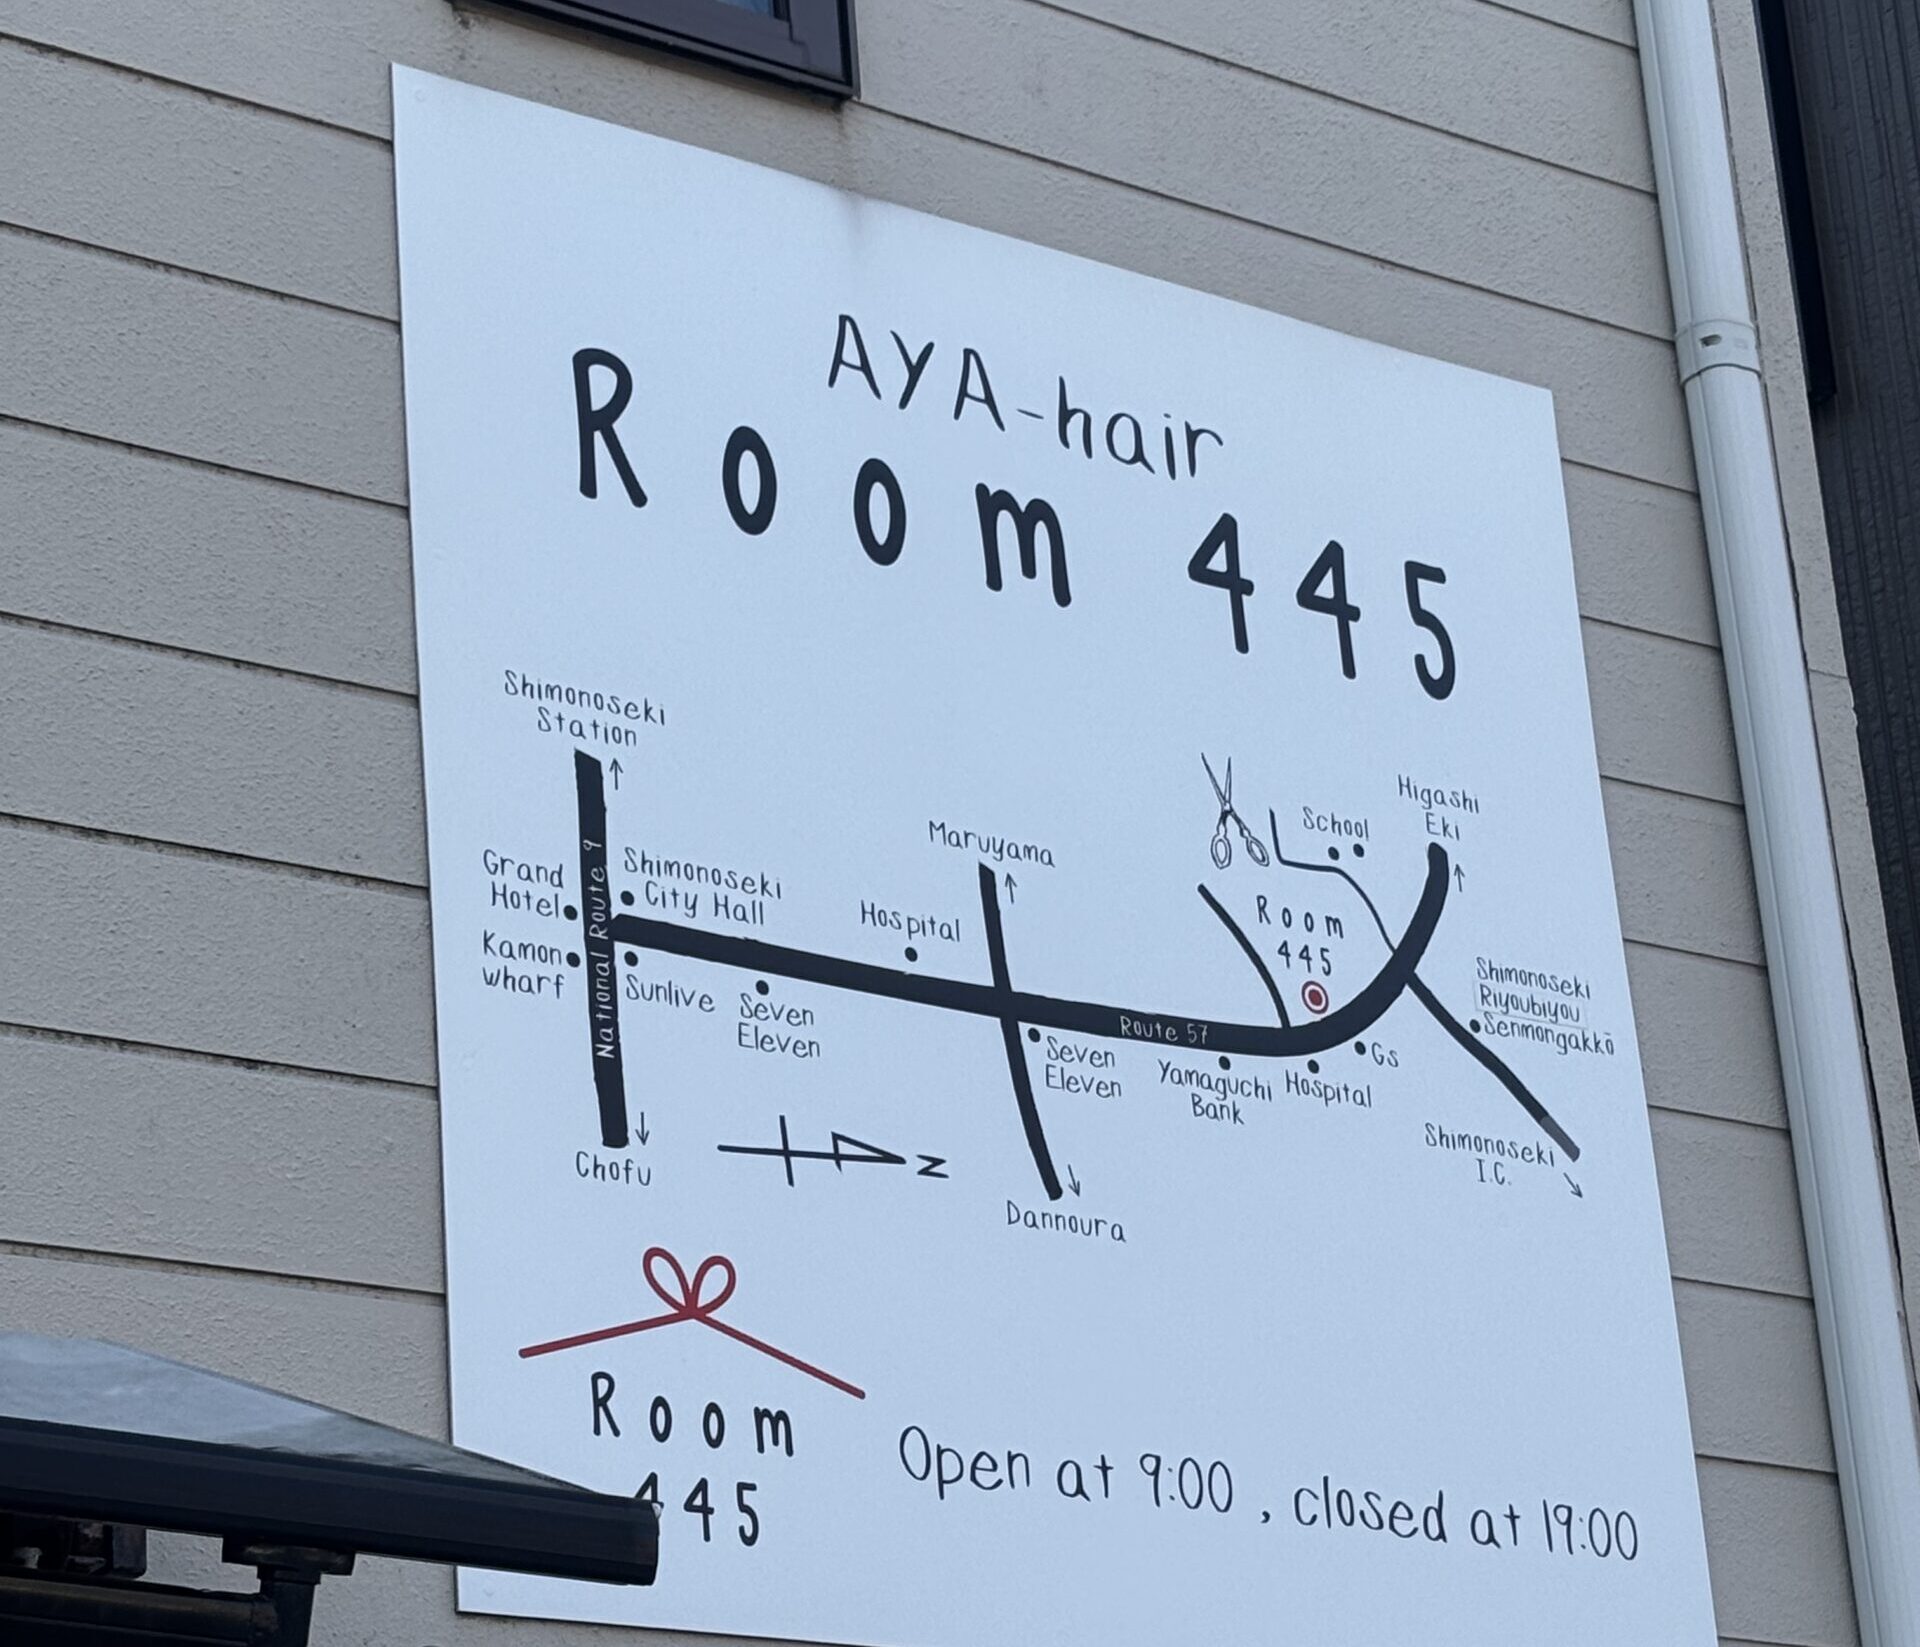 AYA-hair
Room 445
Shimonoseki
Station
Higashi
Eki
School
Maruyama
Grand
Hotel
Shimonoseki
City Hall
National Route 9
Hospital
Room
445
Kamon
wharf
Sunlive
Seven
Eleven
Route 57
Shimonoseki
Riyoubiyou
Senmongakkō
Seven
Eleven
Yamaguchi
Bank
Hospital
Gs
Shimonoseki
I.C.
Chofu
N
Dannoura
Room
445
Open at 9:00, closed at 19:00